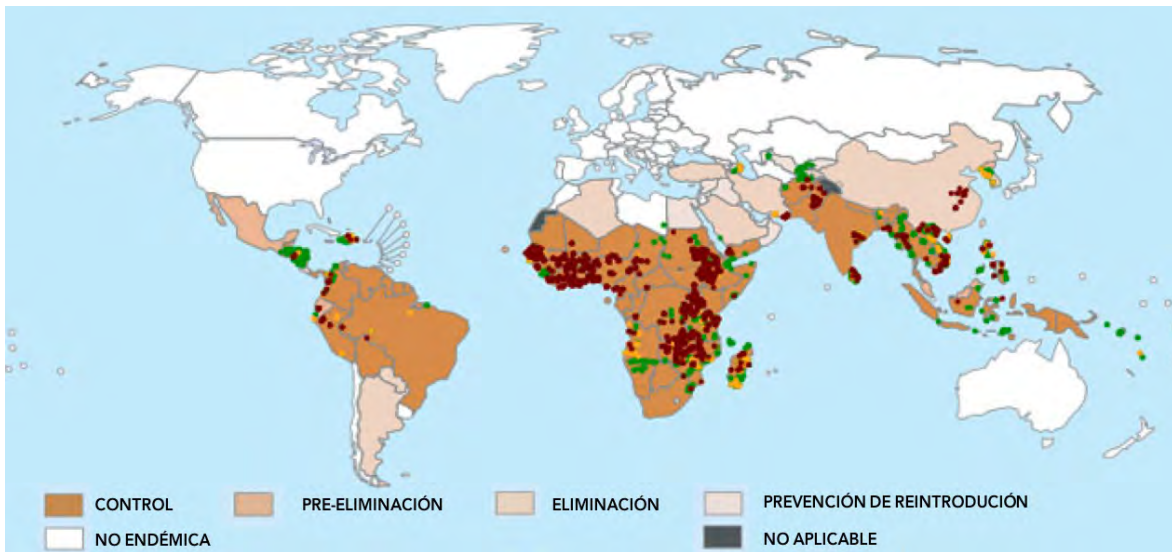 CONTROL
PRE-ELIMINACIÓN
ELIMINACIÓN
PREVENCIÓN DE REINTRODUCIÓN
NO ENDÉMICA
NO APLICABLE